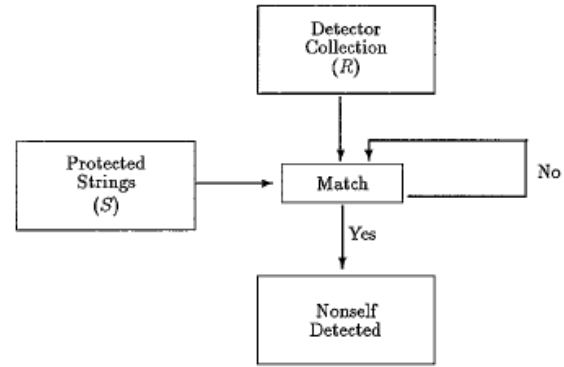 Detector
Collection
(R)
Protected
Strings
(S)
Match
No
Yes
Nonself
Detected